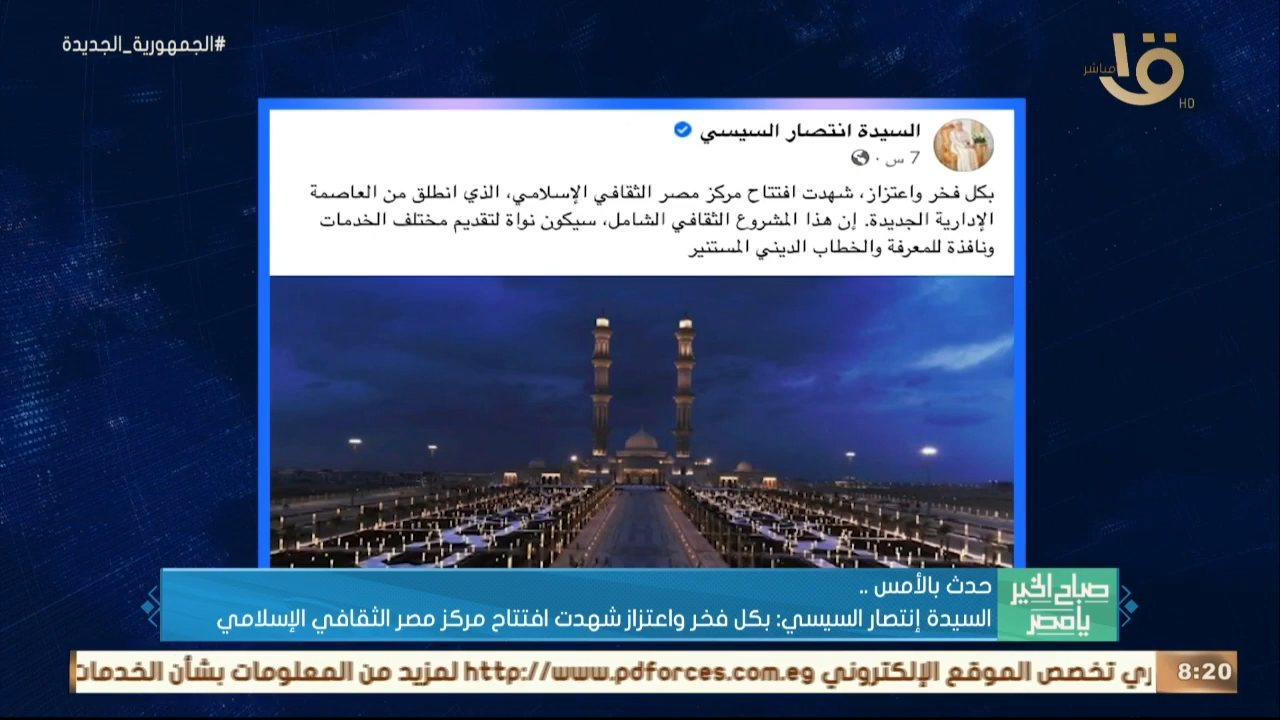 #الجمهورية_الجديدة
مباشر
HD
السيدة انتصار السيسي
7 س ·
بكل فخر واعتزاز، شهدت افتتاح مركز مصر الثقافي الإسلامي، الذي انطلق من العاصمة
الإدارية الجديدة. إن هذا المشروع الثقافي الشامل، سيكون نواة لتقديم مختلف الخدمات
ونافذة للمعرفة والخطاب الديني المستنير
صباح الخير
يا مصر
حدث بالأمس ..
السيدة إنتصار السيسي: بكل فخر واعتزاز شهدت افتتاح مركز مصر الثقافي الإسلامي
8:20
ري تخصص الموقع الإلكتروني http://www.pdforces.com.eg لمزيد من المعلومات بشأن الخدمات